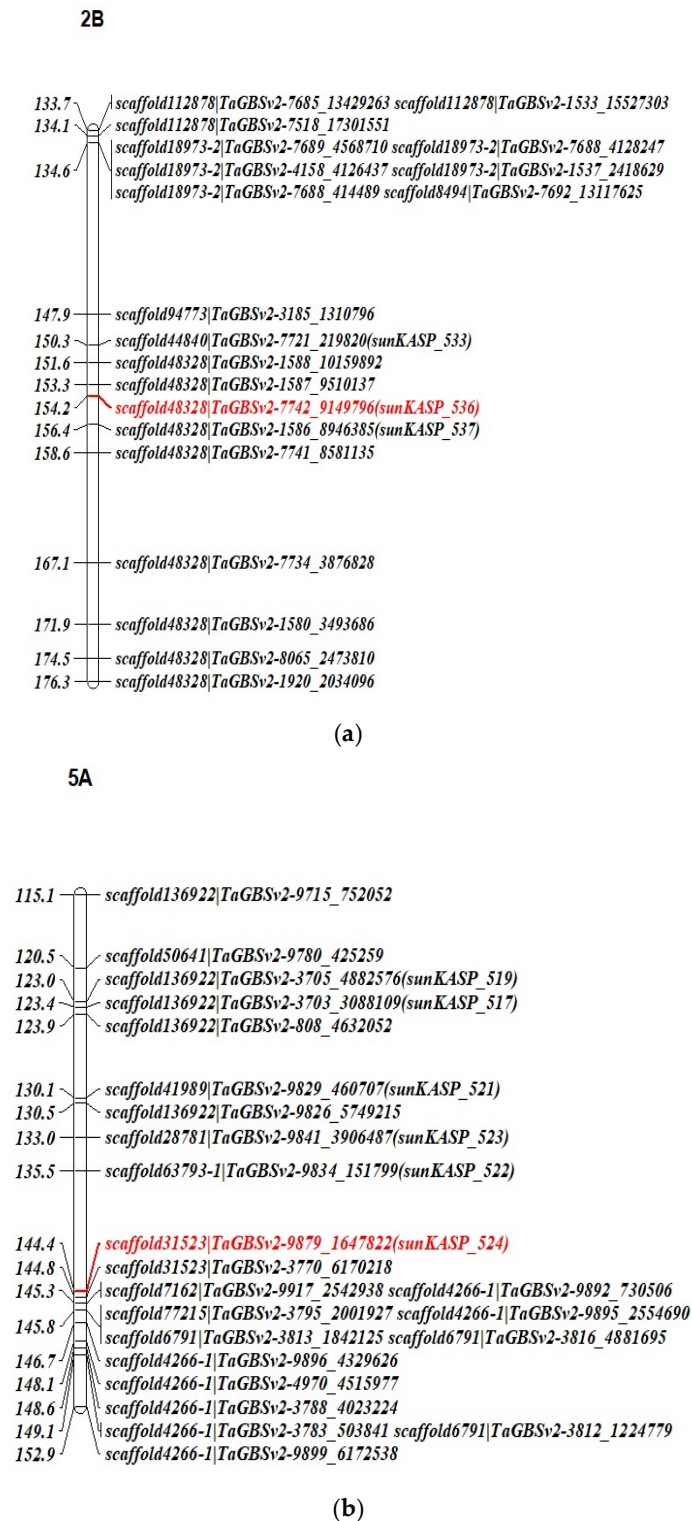 2B
133.7 scaffold112878|TaGBSv2-7685_13429263 scaffold112878|TaGBSv2-1533_15527303
134.1 scaffold112878|TaGBSv2-7518_17301551
scaffold18973-2|TaGBSv2-7689_4568710 scaffold18973-2|TaGBSv2-7688_4128247
134.6 scaffold18973-2|TaGBSv2-4158_4126437 scaffold18973-2|TaGBSv2-1537_2418629
scaffold18973-2|TaGBSv2-7688_414489 scaffold8494|TaGBSv2-7692_13117625
147.9 scaffold94773|TaGBSv2-3185_1310796
150.3 scaffold44840|TaGBSv2-7721_219820(sunKASP_533)
151.6 scaffold48328|TaGBSv2-1588_10159892
153.3 scaffold48328|TaGBSv2-1587_9510137
154.2 scaffold48328|TaGBSv2-7742_9149796(sunKASP_536)
156.4 scaffold48328|TaGBSv2-1586_8946385(sunKASP_537)
158.6 scaffold48328|TaGBSv2-7741_8581135
167.1 scaffold48328|TaGBSv2-7734_3876828
171.9 scaffold48328|TaGBSv2-1580_3493686
174.5 scaffold48328|TaGBSv2-8065_2473810
176.3 scaffold48328|TaGBSv2-1920_2034096
(a)
5A
115.1 scaffold136922|TaGBSv2-9715_752052
120.5 scaffold50641|TaGBSv2-9780_425259
123.0 scaffold136922|TaGBSv2-3705_4882576(sunKASP_519)
123.4 scaffold136922|TaGBSv2-3703_3088109(sunKASP_517)
123.9 scaffold136922|TaGBSv2-808_4632052
130.1 scaffold41989|TaGBSv2-9829_460707(sunKASP_521)
130.5 scaffold136922|TaGBSv2-9826_5749215
133.0 scaffold28781|TaGBSv2-9841_3906487(sunKASP_523)
135.5 scaffold63793-1|TaGBSv2-9834_151799(sunKASP_522)
144.4 scaffold31523|TaGBSv2-9879_1647822(sunKASP_524)
144.8 scaffold31523|TaGBSv2-3770_6170218
145.3 scaffold7162|TaGBSv2-9917_2542938 scaffold4266-1|TaGBSv2-9892_730506
145.8 scaffold77215|TaGBSv2-3795_2001927 scaffold4266-1|TaGBSv2-9895_2554690
scaffold6791|TaGBSv2-3813_1842125 scaffold6791|TaGBSv2-3816_4881695
146.7 scaffold4266-1|TaGBSv2-9896_4329626
148.1 scaffold4266-1|TaGBSv2-4970_4515977
148.6 scaffold4266-1|TaGBSv2-3788_4023224
149.1 scaffold4266-1|TaGBSv2-3783_503841 scaffold6791|TaGBSv2-3812_1224779
152.9 scaffold4266-1|TaGBSv2-9899_6172538
(b)